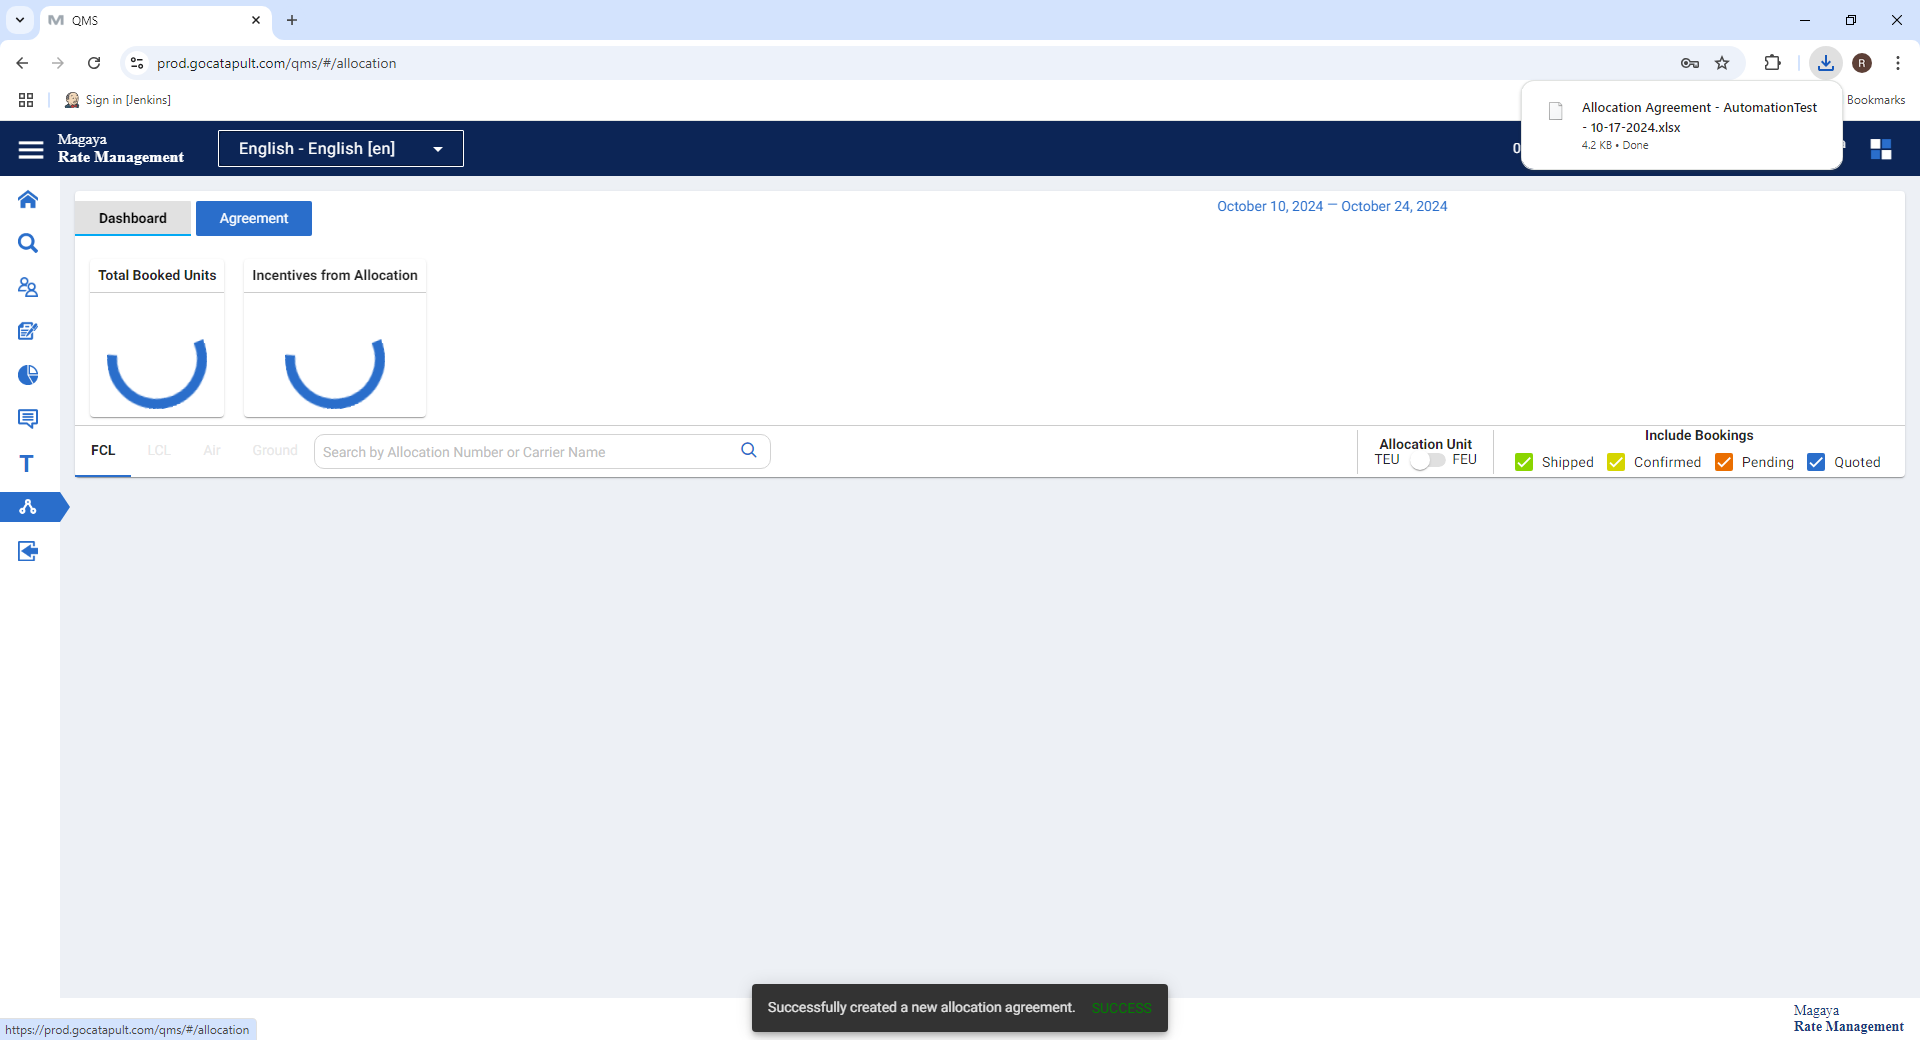 QMS
prod.gocatapult.com/qms/#/allocation
R
Sign in [Jenkins]
Bookmarks
Allocation Agreement - AutomationTest
- 10-17-2024.xlsx
4.2 KB • Done
Magaya
Rate Management
English - English [en]
Dashboard
Agreement
October 10, 2024 — October 24, 2024
Total Booked Units
Incentives from Allocation
FCL
LCL
Air
Ground
Search by Allocation Number or Carrier Name
Allocation Unit
TEU
FEU
Include Bookings
Shipped
Confirmed
Pending
Quoted
T
Successfully created a new allocation agreement.
SUCCESS
https://prod.gocatapult.com/qms/#/allocation
Magaya
Rate Management